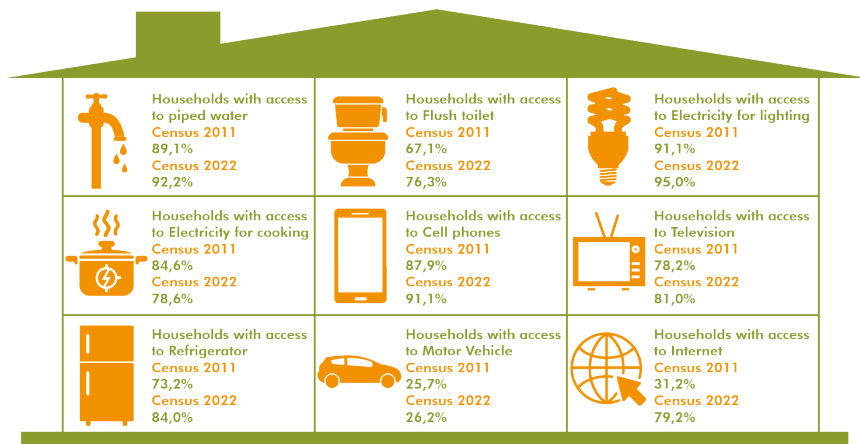 Households with access
to piped water
Census 2011
89,1%
Census 2022
92,2%
Households with access
to Flush toilet
Census 2011
67,1%
Census 2022
76,3%
Households with access
to Electricity for lighting
Census 2011
91,1%
Census 2022
95,0%
Households with access
to Electricity for cooking
Census 2011
84,6%
Census 2022
78,6%
Households with access
to Cell phones
Census 2011
87,9%
Census 2022
91,1%
Households with access
to Television
Census 2011
78,2%
Census 2022
81,0%
Households with access
to Refrigerator
Census 2011
73,2%
Census 2022
84,0%
Households with access
to Motor Vehicle
Census 2011
25,7%
Census 2022
26,2%
Households with access
to Internet
Census 2011
31,2%
Census 2022
79,2%